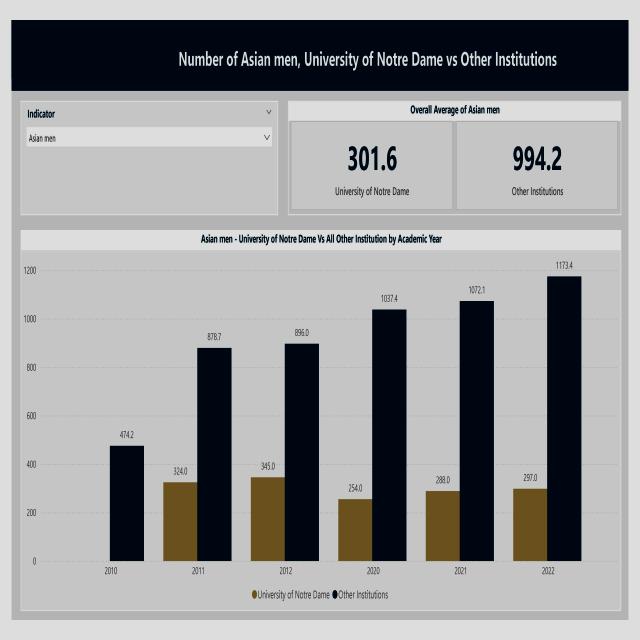 Number of Asian men, University of Notre Dame vs Other Institutions
Indicator
Asian men
Overall Average of Asian men
301.6
University of Notre Dame
994.2
Other Institutions
Asian men - University of Notre Dame Vs All Other Institution by Academic Year
1200
1000
800
600
400
200
0
474.2
324.0
878.7
345.0
896.0
254.0
1037.4
288.0
1072.1
297.0
1173.4
2010
2011
2012
2020
2021
2022
University of Notre Dame
Other Institutions